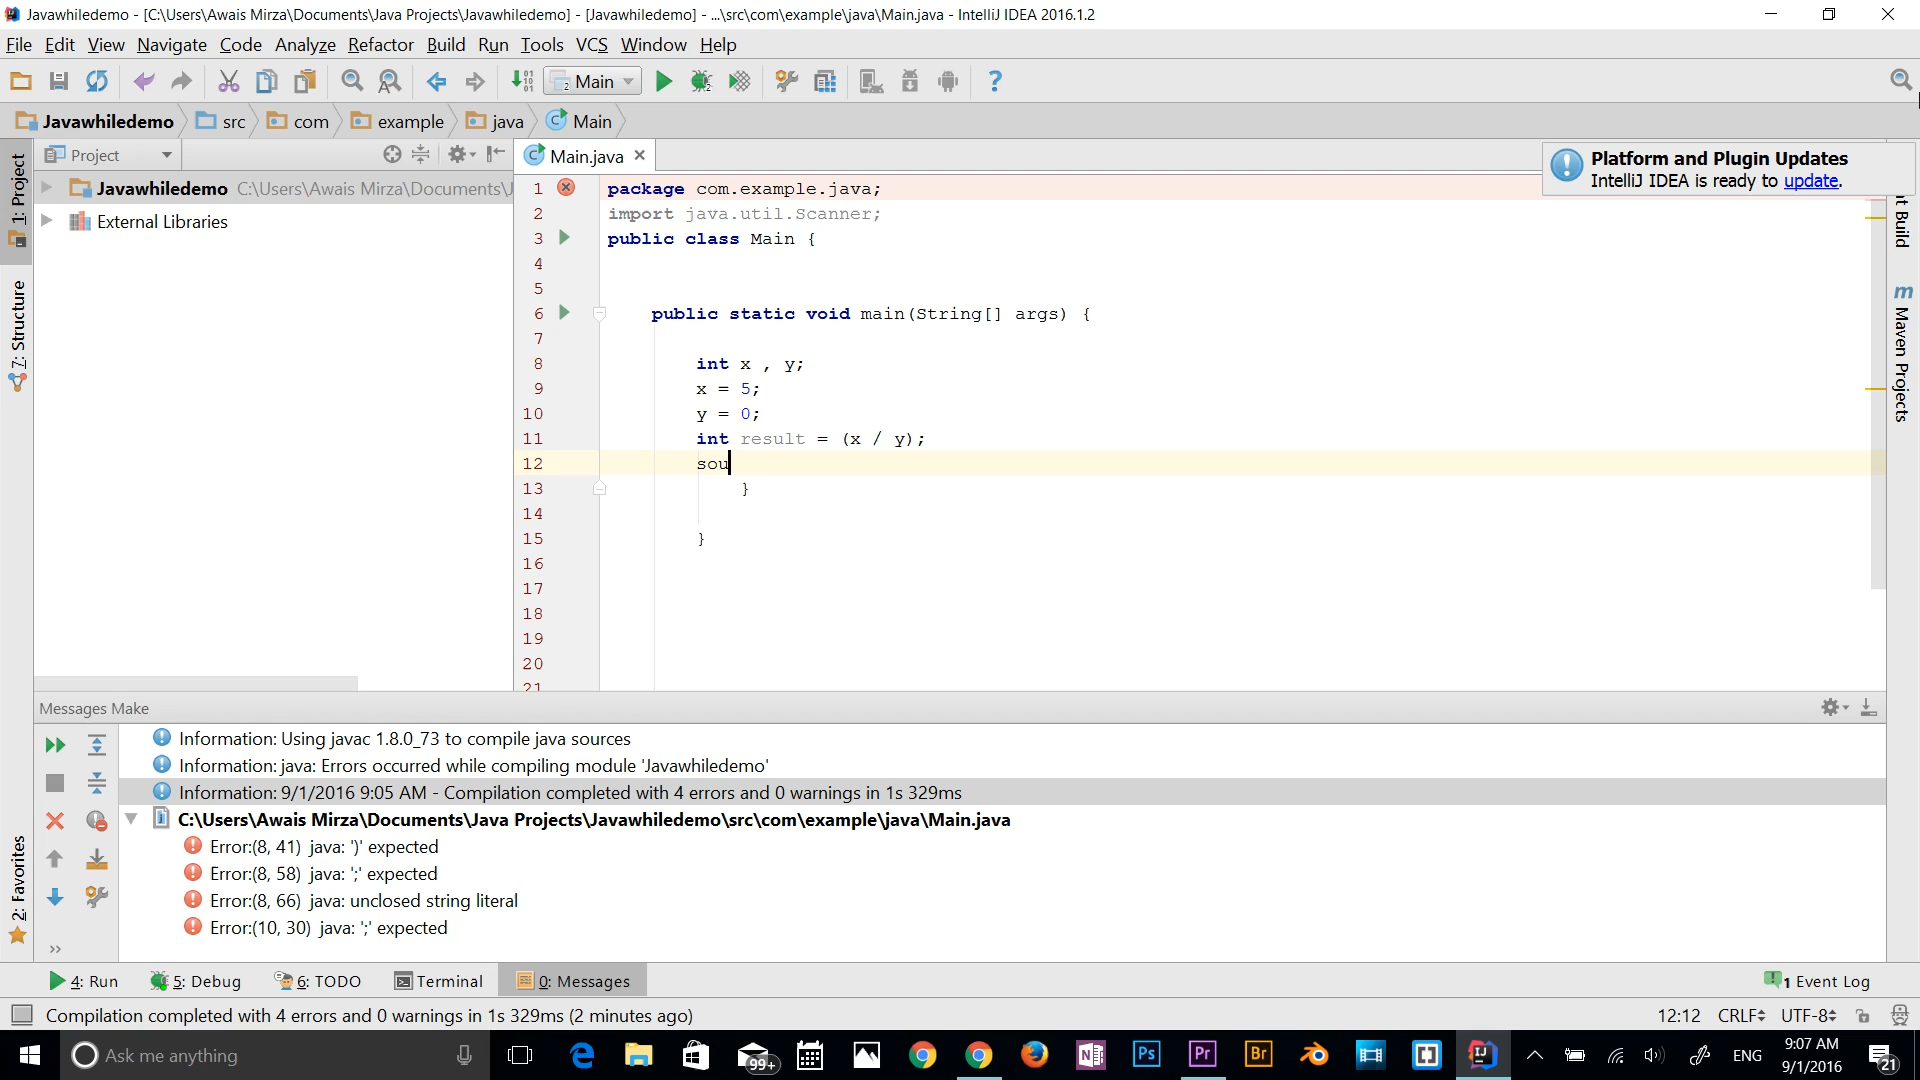 Javawhiledemo - [C:\Users\Awais Mirza\Documents\Java Projects\Javawhiledemo] - [Javawhiledemo] - ...\src\com\example\java\Main.java - IntelliJ IDEA 2016.1.2
File Edit View Navigate Code Analyze Refactor Build Run Tools VCS Window Help
Main
Javawhiledemo src com example java Main
1: Project
Project
Main.java
Platform and Plugin Updates
IntelliJ IDEA is ready to update.
Javawhiledemo C:\Users\Awais Mirza\Documents\J
External Libraries
7: Structure
2: Favorites
1 package com.example.java;
2 import java.util.Scanner;
3 public class Main {
4
5
6 public static void main(String[] args) {
7
8 int x , y;
9 x = 5;
10 y = 0;
11 int result = (x / y);
12 sou
13 }
14
15 }
16
17
18
19
20
21
t Build
Maven Projects
Messages Make
Information: Using javac 1.8.0_73 to compile java sources
Information: java: Errors occurred while compiling module 'Javawhiledemo'
Information: 9/1/2016 9:05 AM - Compilation completed with 4 errors and 0 warnings in 1s 329ms
C:\Users\Awais Mirza\Documents\Java Projects\Javawhiledemo\src\com\example\java\Main.java
Error:(8, 41) java: ')' expected
Error:(8, 58) java: ';' expected
Error:(8, 66) java: unclosed string literal
Error:(10, 30) java: ';' expected
4: Run 5: Debug 6: TODO Terminal 0: Messages 1 Event Log
Compilation completed with 4 errors and 0 warnings in 1s 329ms (2 minutes ago) 12:12 CRLF UTF-8
Ask me anything 99+ Ps Pr Br ENG 9:07 AM
9/1/2016 21